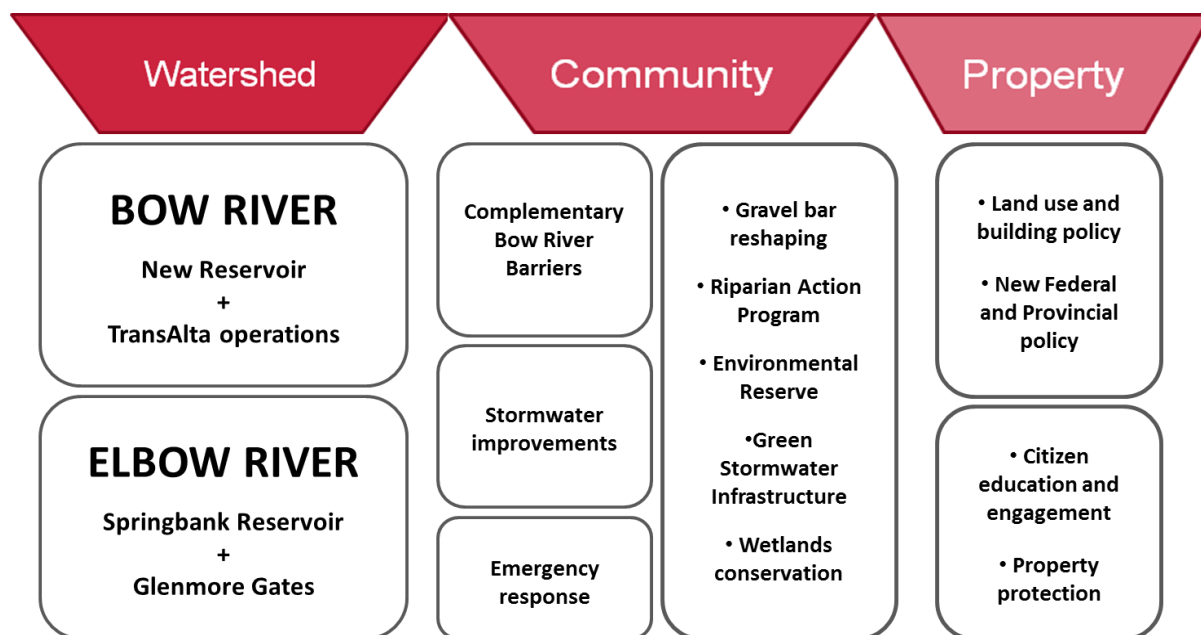 Watershed
Community
Property
BOW RIVER
New Reservoir
+
TransAlta operations
ELBOW RIVER
Springbank Reservoir
+
Glenmore Gates
Complementary
Bow River
Barriers
Stormwater
improvements
Emergency
response
• Gravel bar
reshaping
• Riparian Action
Program
• Environmental
Reserve
•Green
Stormwater
Infrastructure
• Wetlands
conservation
• Land use and
building policy
• New Federal
and Provincial
policy
• Citizen
education and
engagement
• Property
protection